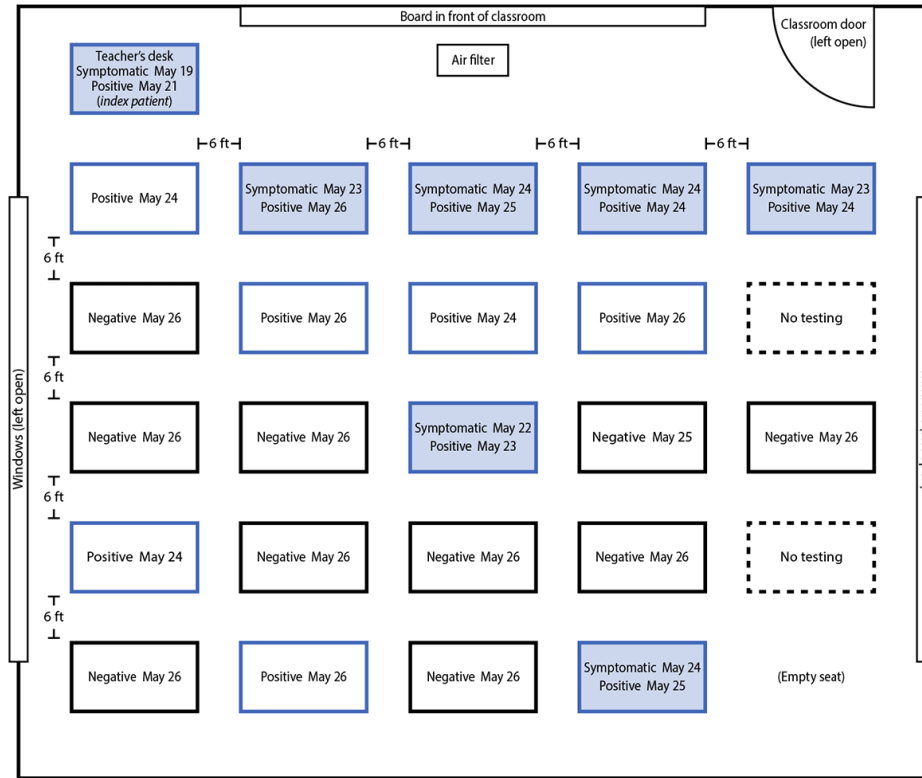 Board in front of classroom
Classroom door
(left open)
Teacher's desk
Symptomatic May 19
Positive May 21
(index patient)
Air filter
6 ft
6 ft
6 ft
6 ft
Positive May 24
Symptomatic May 23
Positive May 26
Symptomatic May 24
Positive May 25
Symptomatic May 24
Positive May 24
Symptomatic May 23
Positive May 24
6 ft
Negative May 26
Positive May 26
Positive May 24
Positive May 26
No testing
6 ft
Windows (left open)
Negative May 26
Negative May 26
Symptomatic May 22
Positive May 23
Negative May 25
Negative May 26
6 ft
Positive May 24
Negative May 26
Negative May 26
Negative May 26
No testing
6 ft
Negative May 26
Positive May 26
Negative May 26
Symptomatic May 24
Positive May 25
(Empty seat)